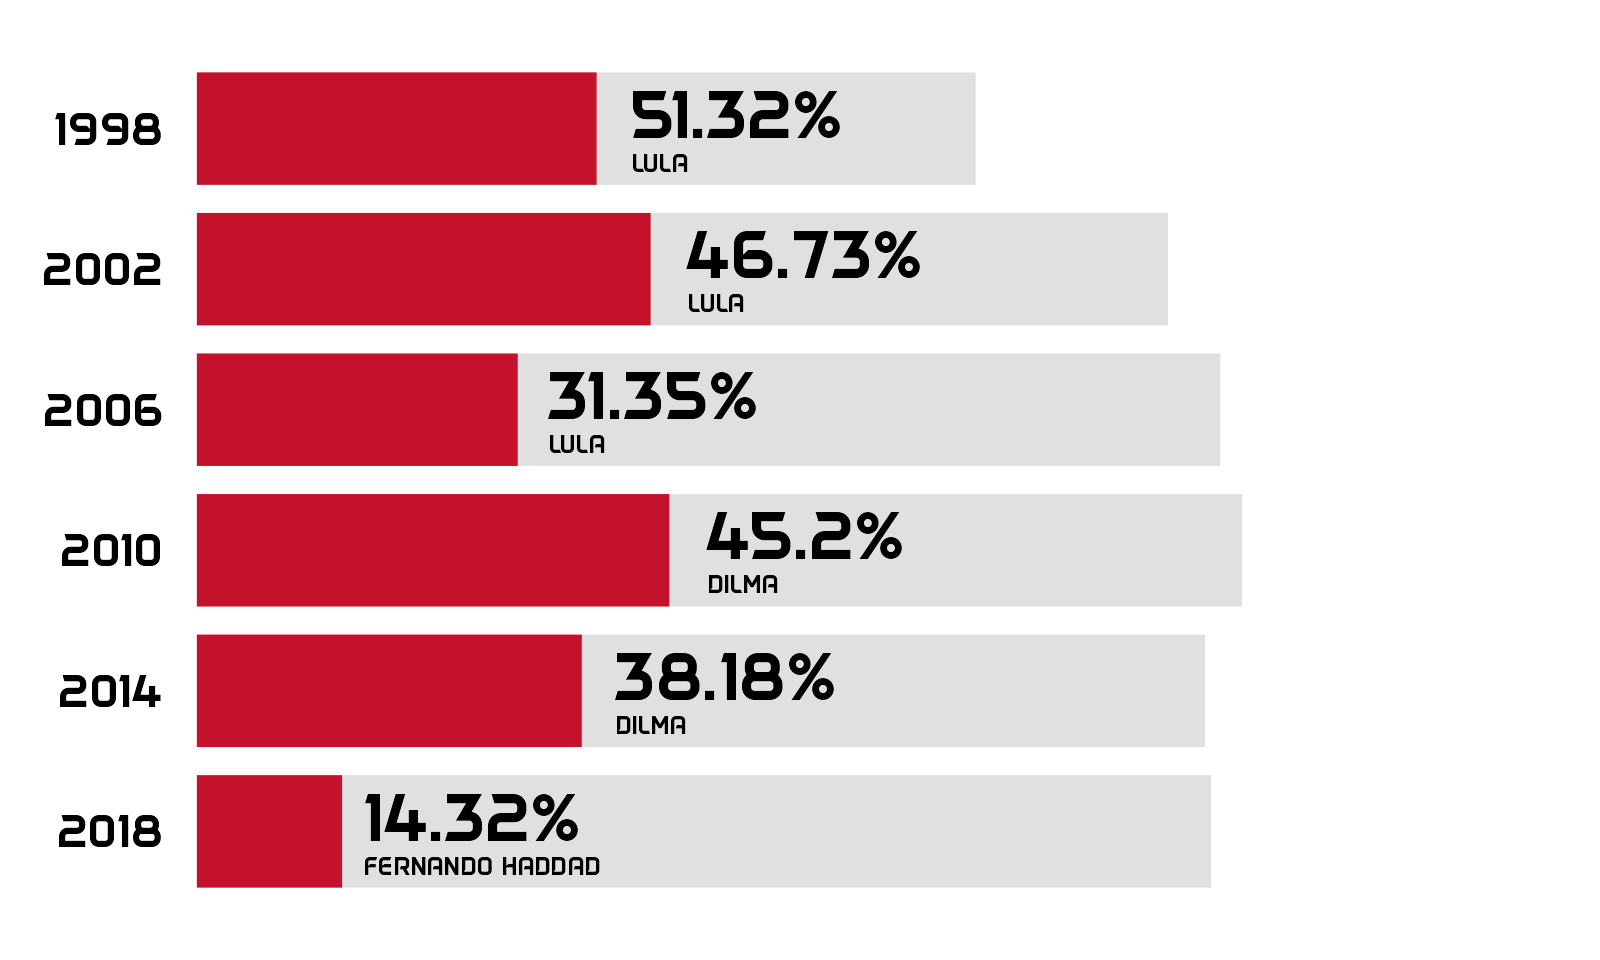 1998
51.32%
LULA
2002
46.73%
LULA
2006
31.35%
LULA
2010
45.2%
DILMA
2014
38.18%
DILMA
2018
14.32%
FERNANDO HADDAD